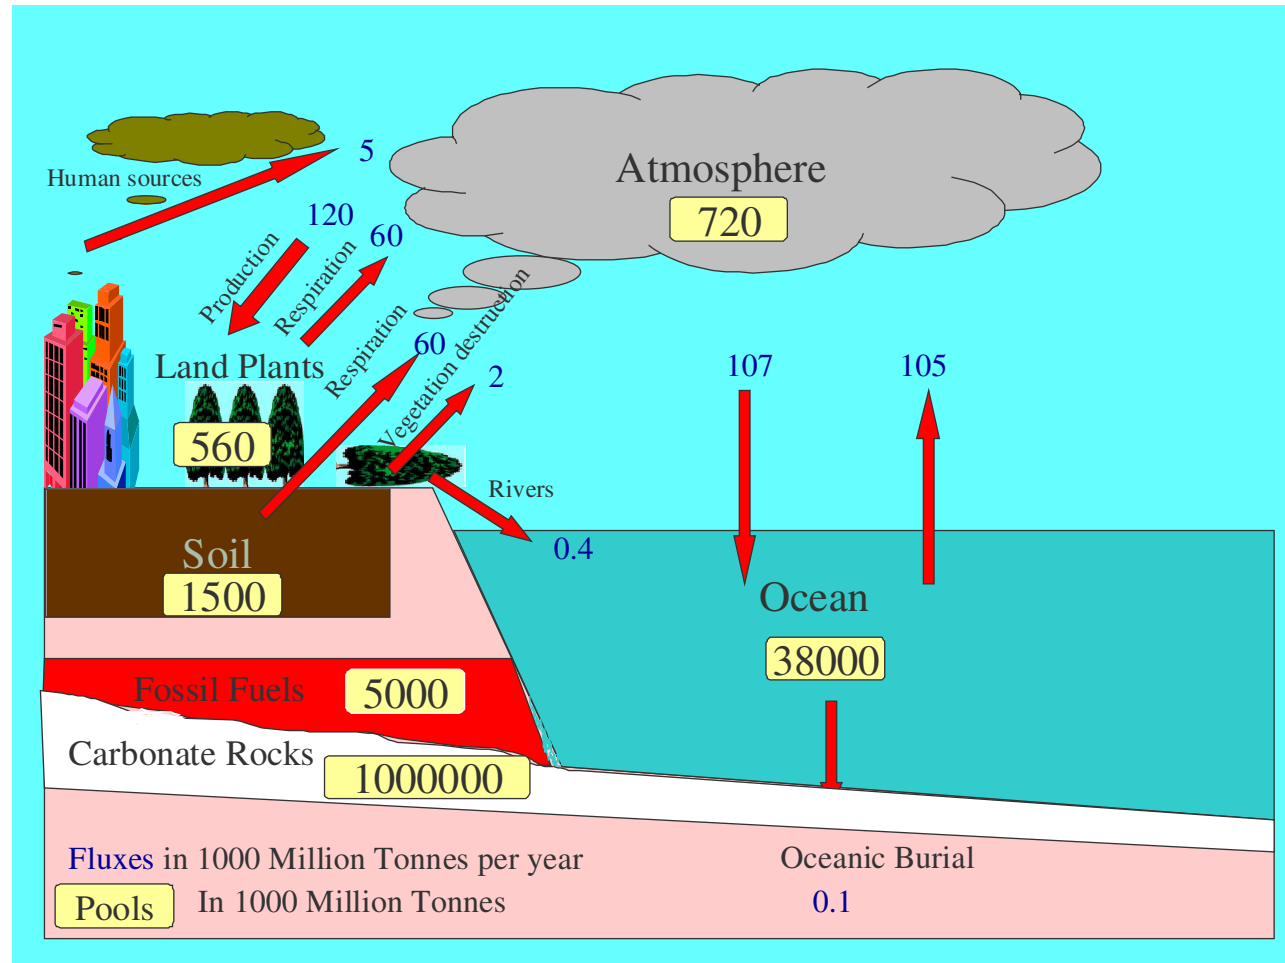 Atmosphere
720
Human sources
5
120
Production
60
Respiration
60
Respiration
2
Vegetation destruction
Land Plants
560
107
105
Rivers
0.4
Soil
1500
Ocean
38000
Fossil Fuels
5000
Carbonate Rocks
1000000
Fluxes in 1000 Million Tonnes per year
Pools In 1000 Million Tonnes
Oceanic Burial
0.1